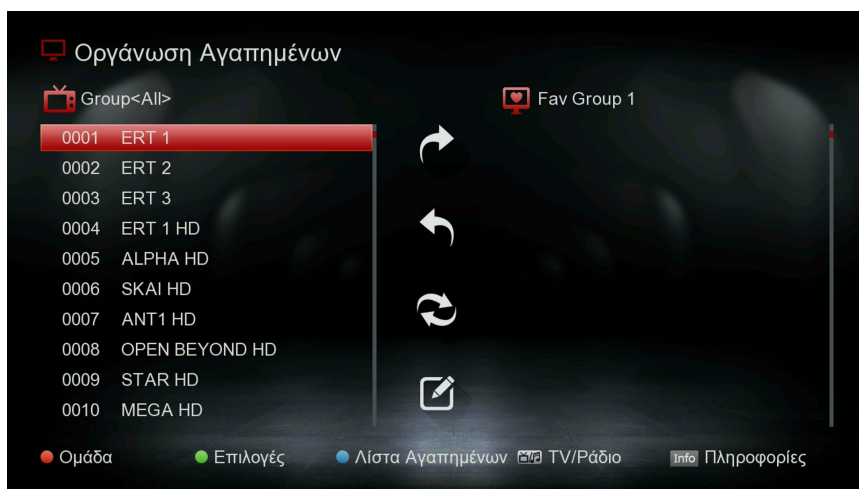 Οργάνωση Αγαπημένων
Group<All>
Fav Group 1
0001 ERT 1
0002 ERT 2
0003 ERT 3
0004 ERT 1 HD
0005 ALPHA HD
0006 SKAI HD
0007 ANT1 HD
0008 OPEN BEYOND HD
0009 STAR HD
0010 MEGA HD
Ομάδα Επιλογές Λίστα Αγαπημένων TV/Ράδιο Info Πληροφορίες